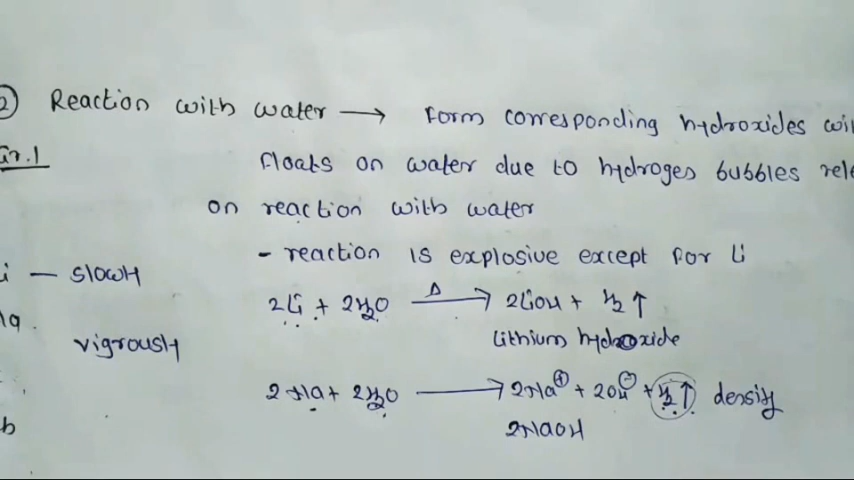 ② Reaction with water → Form corresponding hydroxides wi
Gr.1
Floats on water due to hydroges bubbles rele
on reaction with water
- reaction is explosive except for Li
i — slowly
2Li + 2H2O —Δ→ 2LiOH + H2 ↑
Na
vigrously
Lithium hydroxide
2Na + 2H2O → 2Na⊕ + 2OH⊖ + H2↑ density
2NaOH
b